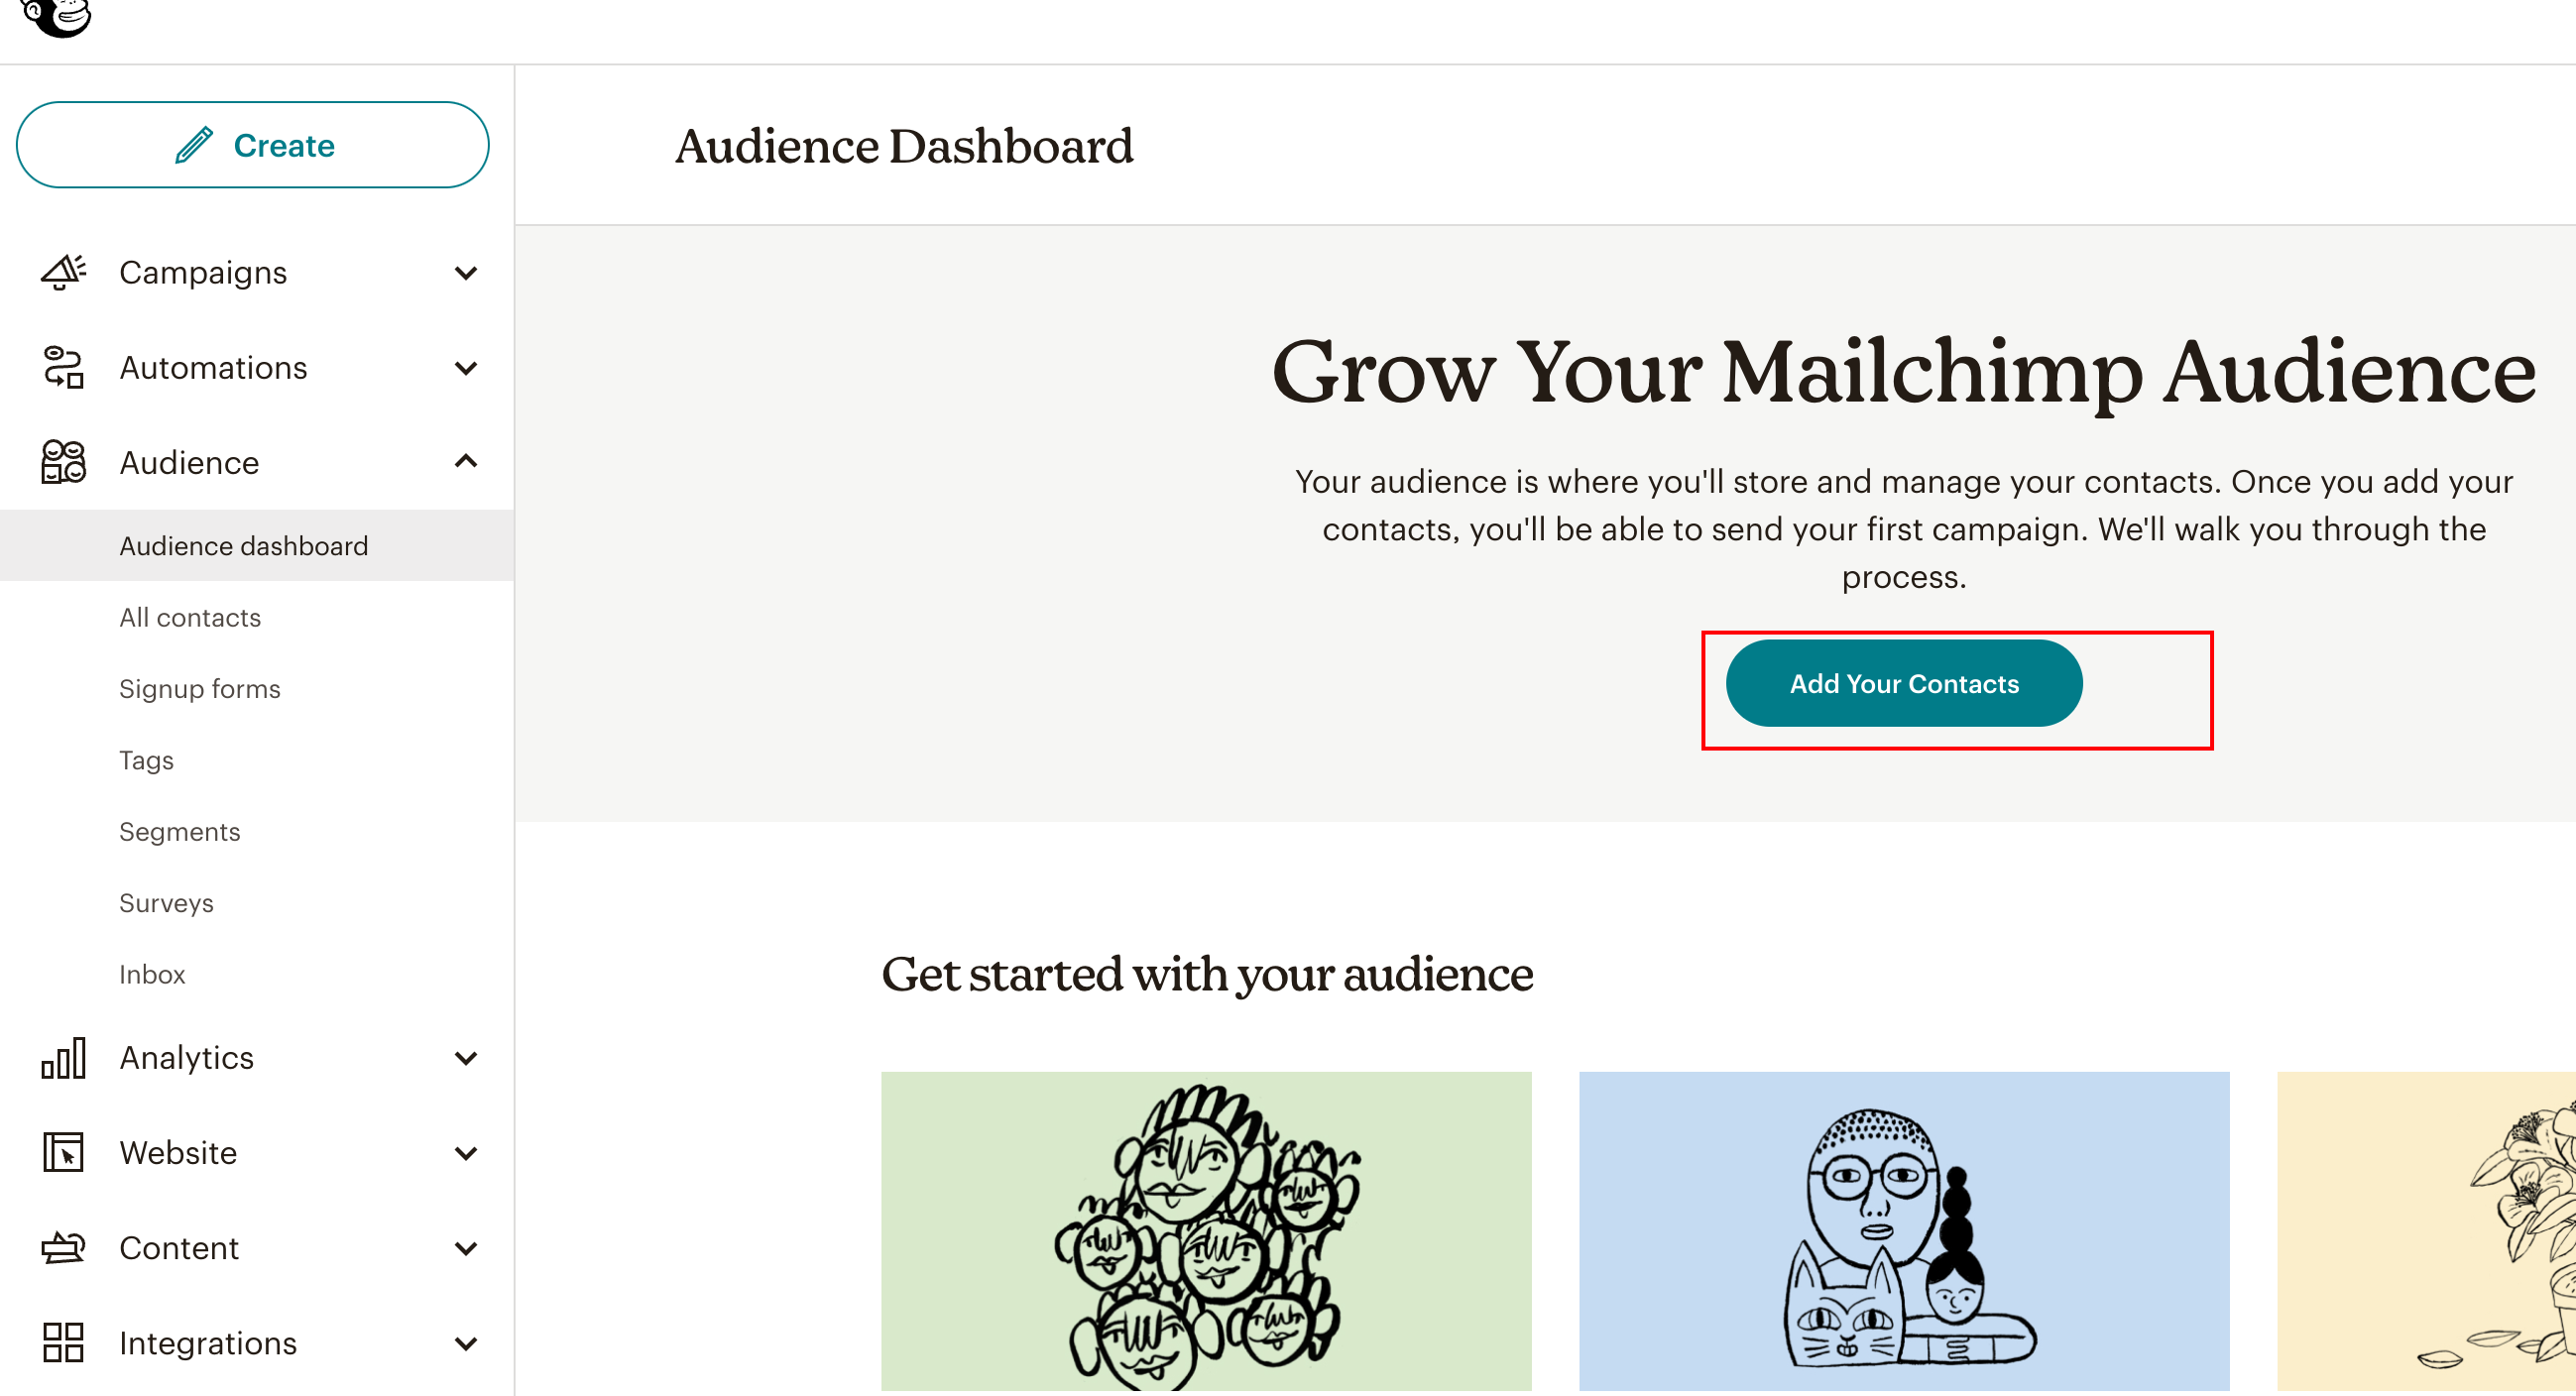 Create
Campaigns
Automations
Audience
Audience dashboard
All contacts
Signup forms
Tags
Segments
Surveys
Inbox
Analytics
Website
Content
Integrations
Audience Dashboard
Grow Your Mailchimp Audience
Your audience is where you'll store and manage your contacts. Once you add your
contacts, you'll be able to send your first campaign. We'll walk you through the
process.
Add Your Contacts
Get started with your audience